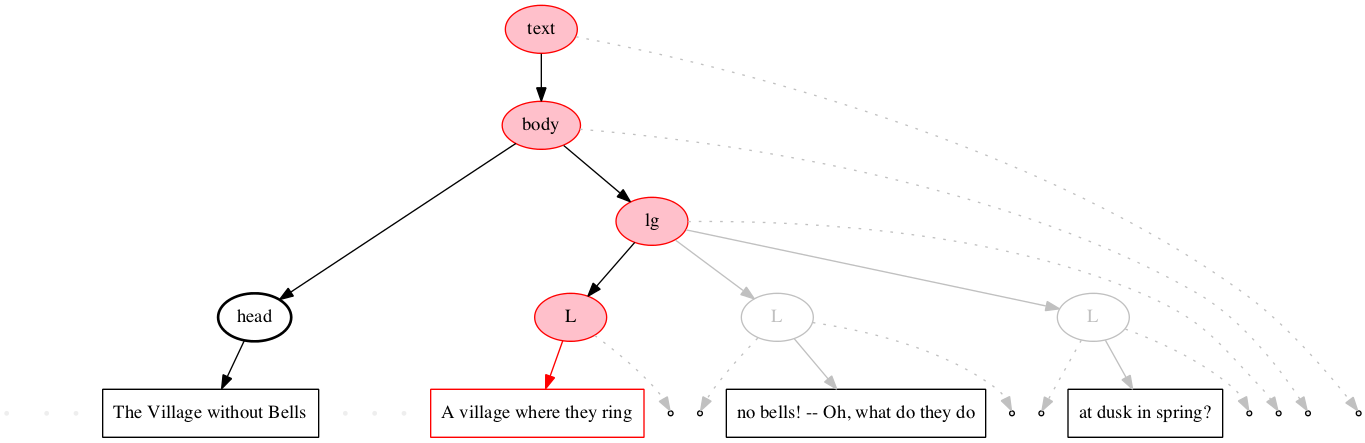 text
body
lg
head
L
L
L
The Village without Bells
A village where they ring
no bells! -- Oh, what do they do
at dusk in spring?